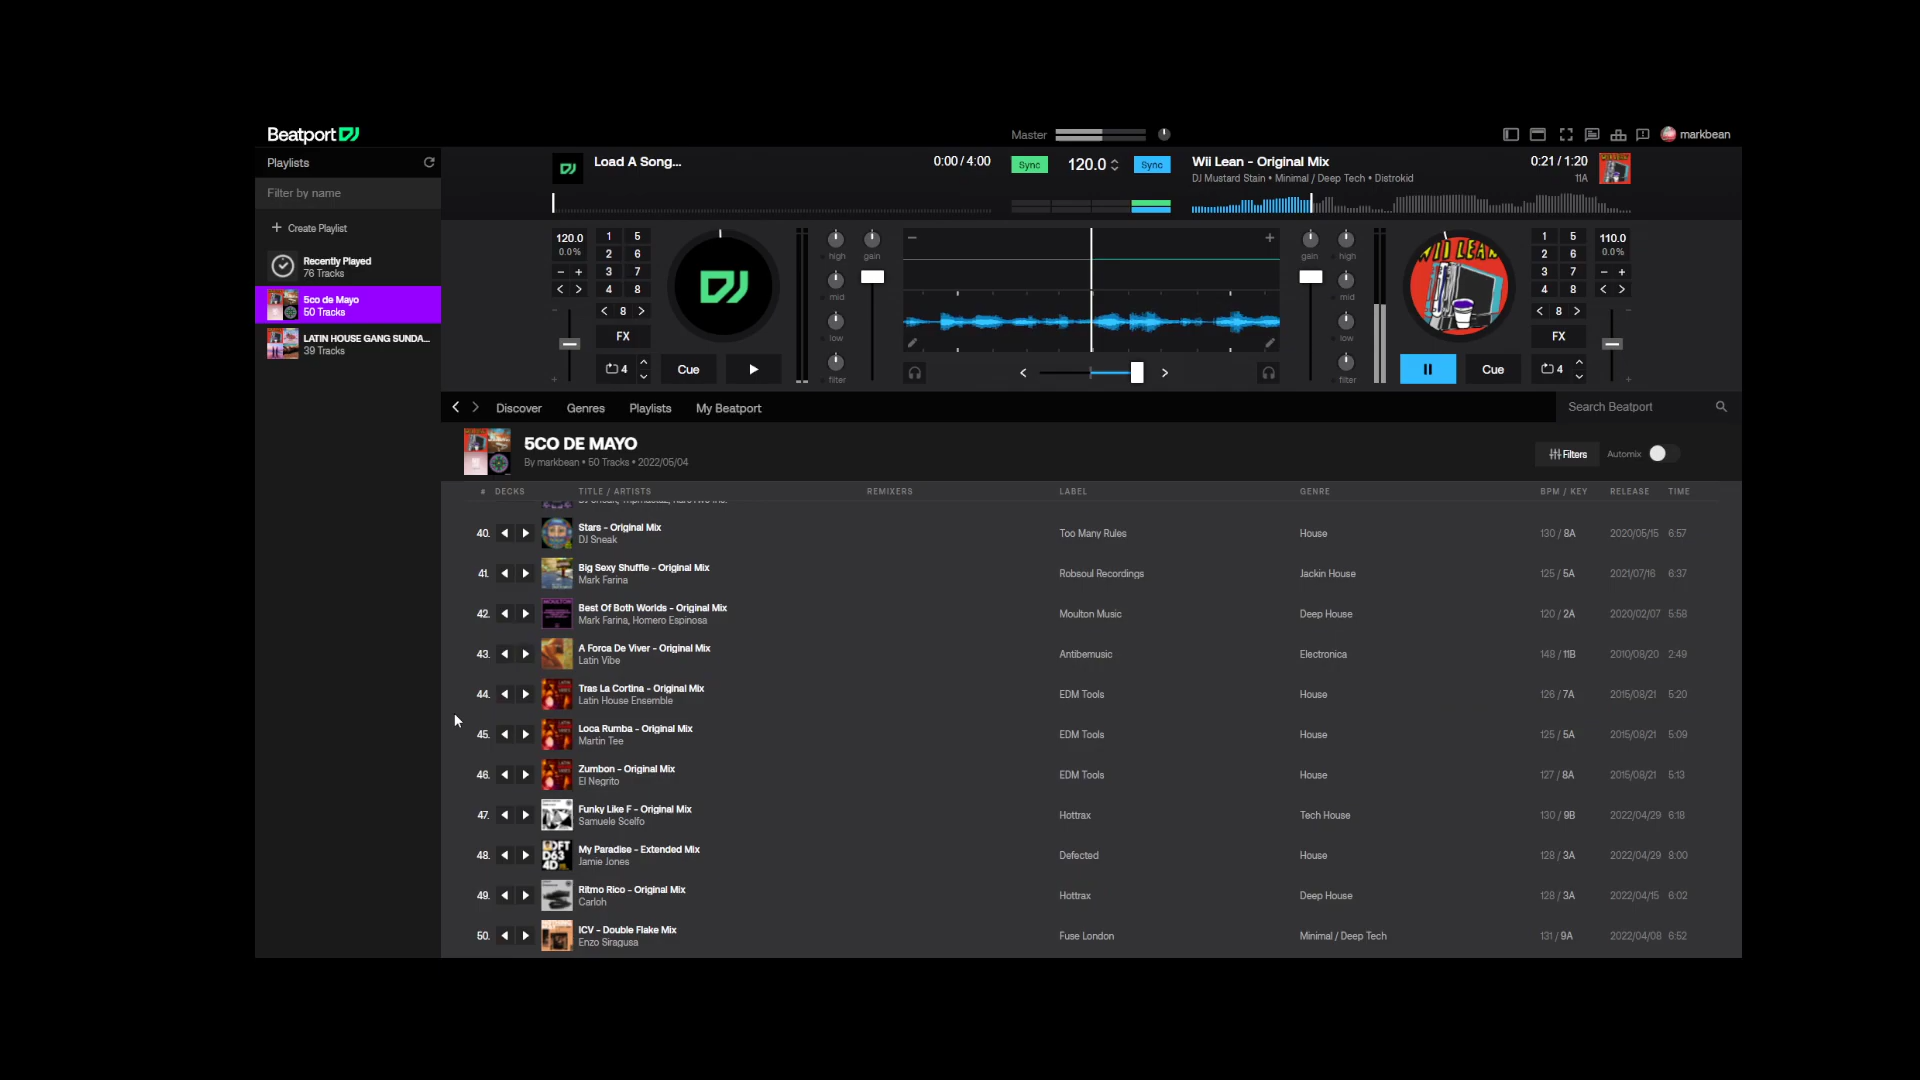 Beatport DJ
Master
markbean
Playlists
Filter by name
Create Playlist
Recently Played
76 Tracks
5co de Mayo
50 Tracks
LATIN HOUSE GANG SUNDA...
39 Tracks
Load A Song...
0:00 / 4:00
Sync
120.0
Sync
Wii Lean - Original Mix
DJ Mustard Stain • Minimal / Deep Tech • Distrokid
0:21 / 1:20
11A
120.0
0.0%
1 5
2 6
3 7
4 8
< 8 >
FX
4
Cue
high
mid
low
filter
gain
gain
high
mid
low
filter
WII LEAN
1 5
2 6
3 7
4 8
< 8 >
FX
Cue
4
110.0
0.0%
Discover Genres Playlists My Beatport
Search Beatport
5CO DE MAYO
By markbean • 50 Tracks • 2022/05/04
Filters
Automix
# DECKS TITLE / ARTISTS REMIXERS LABEL GENRE BPM / KEY RELEASE TIME
40. Stars - Original Mix Too Many Rules House 130 / 8A 2020/05/15 6:57
DJ Sneak
41. Big Sexy Shuffle - Original Mix Robsoul Recordings Jackin House 125 / 5A 2021/07/16 6:37
Mark Farina
42. Best Of Both Worlds - Original Mix Moulton Music Deep House 120 / 2A 2020/02/07 5:58
Mark Farina, Homero Espinosa
43. A Forca De Viver - Original Mix Antibemusic Electronica 148 / 11B 2010/08/20 2:49
Latin Vibe
44. Tras La Cortina - Original Mix EDM Tools House 126 / 7A 2015/08/21 5:20
Latin House Ensemble
45. Loca Rumba - Original Mix EDM Tools House 125 / 5A 2015/08/21 5:09
Martin Tee
46. Zumbon - Original Mix EDM Tools House 127 / 8A 2015/08/21 5:13
El Negrito
47. Funky Like F - Original Mix Hottrax Tech House 130 / 9B 2022/04/29 6:18
Samuele Scelfo
48. My Paradise - Extended Mix Defected House 128 / 3A 2022/04/29 8:00
Jamie Jones
49. Ritmo Rico - Original Mix Hottrax Deep House 128 / 3A 2022/04/15 6:02
Carloh
50. ICV - Double Flake Mix Fuse London Minimal / Deep Tech 131 / 9A 2022/04/08 6:52
Enzo Siragusa